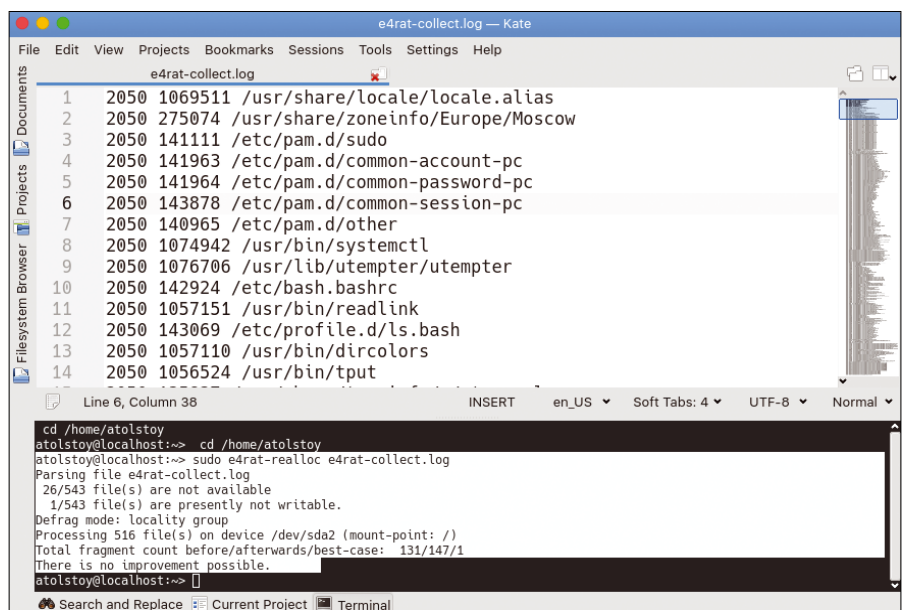 e4rat-collect.log — Kate
File Edit View Projects Bookmarks Sessions Tools Settings Help
e4rat-collect.log
Documents
Projects
Filesystem Browser
1 2050 1069511 /usr/share/locale/locale.alias
2 2050 275074 /usr/share/zoneinfo/Europe/Moscow
3 2050 141111 /etc/pam.d/sudo
4 2050 141963 /etc/pam.d/common-account-pc
5 2050 141964 /etc/pam.d/common-password-pc
6 2050 143878 /etc/pam.d/common-session-pc
7 2050 140965 /etc/pam.d/other
8 2050 1074942 /usr/bin/systemctl
9 2050 1076706 /usr/lib/utempter/utempter
10 2050 142924 /etc/bash.bashrc
11 2050 1057151 /usr/bin/readlink
12 2050 143069 /etc/profile.d/ls.bash
13 2050 1057110 /usr/bin/dircolors
14 2050 1056524 /usr/bin/tput
Line 6, Column 38 INSERT en_US Soft Tabs: 4 UTF-8 Normal
cd /home/atolstoy
atolstoy@localhost:~> cd /home/atolstoy
atolstoy@localhost:~> sudo e4rat-realloc e4rat-collect.log
Parsing file e4rat-collect.log
26/543 file(s) are not available
1/543 file(s) are presently not writable.
Defrag mode: locality group
Processing 516 file(s) on device /dev/sda2 (mount-point: /)
Total fragment count before/afterwards/best-case: 131/147/1
There is no improvement possible.
atolstoy@localhost:~>
Search and Replace Current Project Terminal